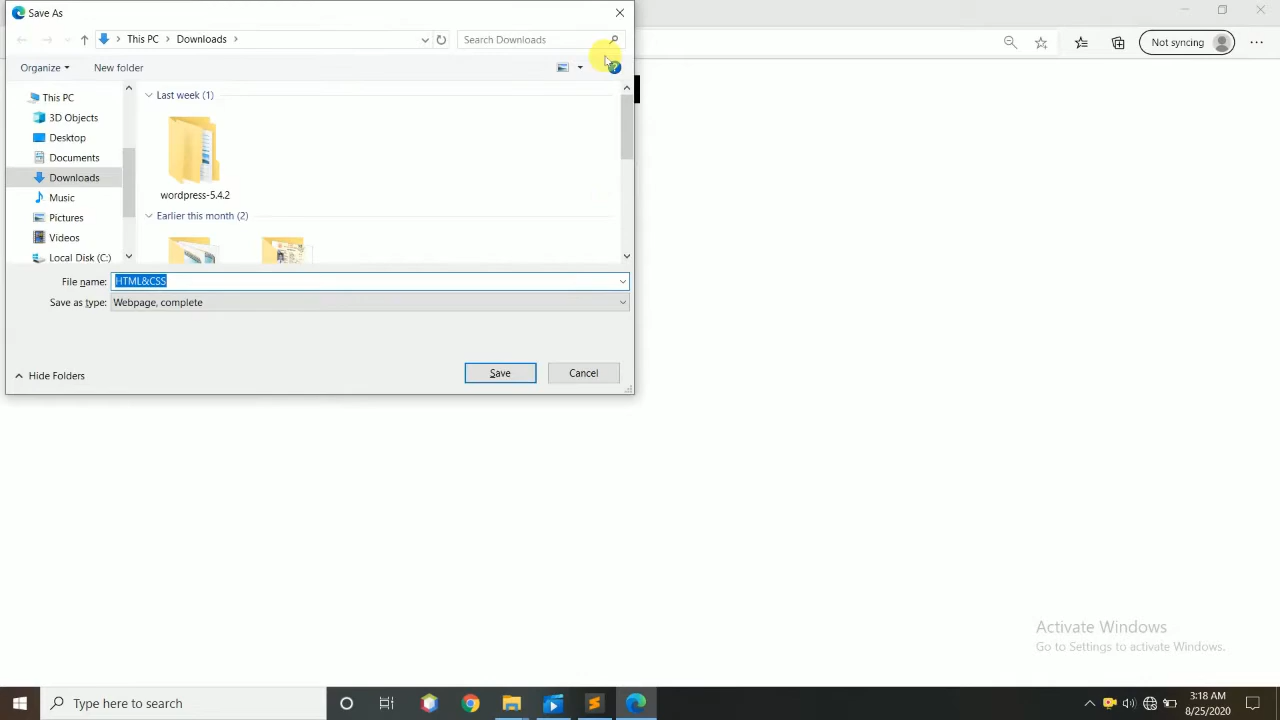 Save As
This PC
Downloads
Search Downloads
Not syncing
Organize
New folder
This PC
3D Objects
Desktop
Documents
Downloads
Music
Pictures
Videos
Local Disk (C:)
Last week (1)
wordpress-5.4.2
Earlier this month (2)
File name:
HTML&CSS
Save as type:
Webpage, complete
Hide Folders
Save
Cancel
Activate Windows
Go to Settings to activate Windows.
Type here to search
3:18 AM
8/25/2020